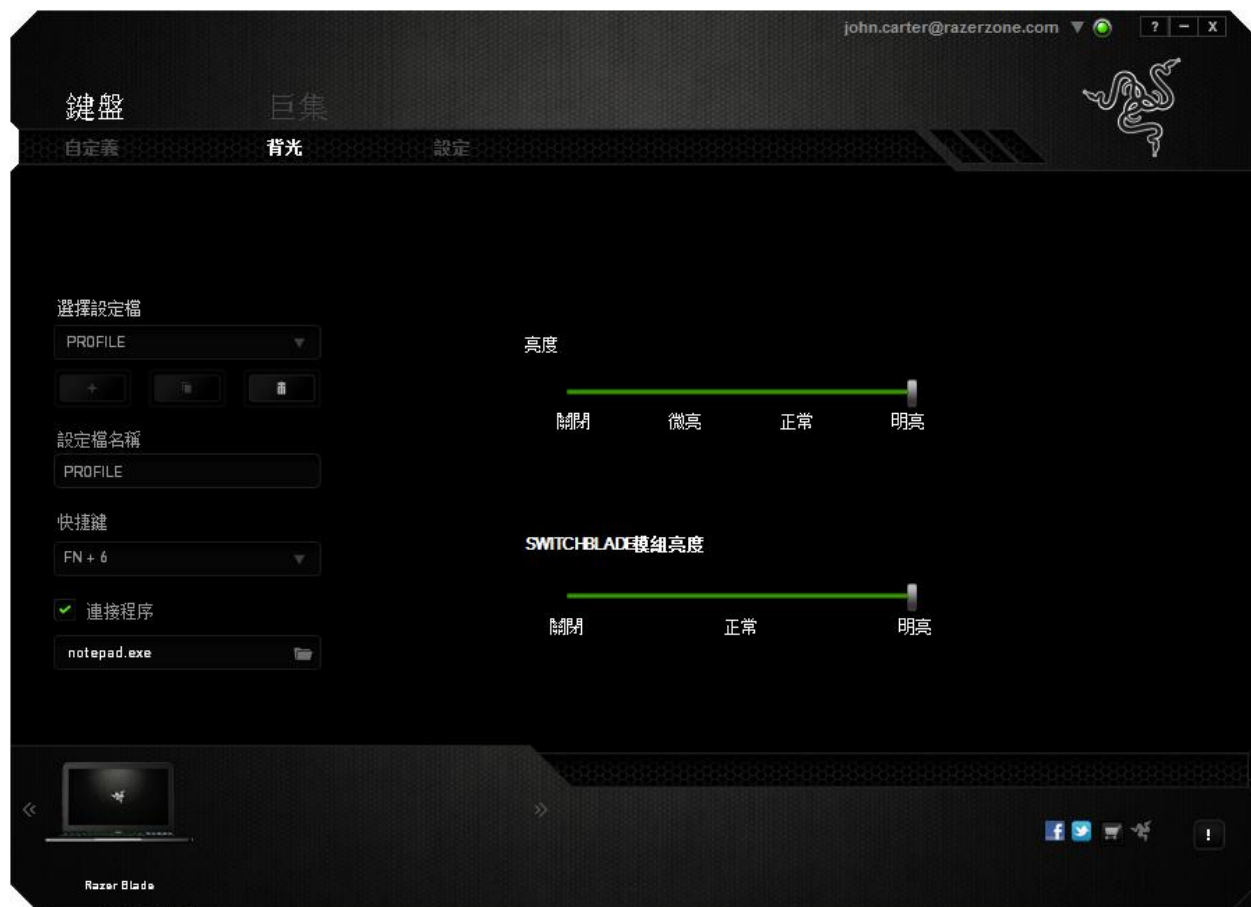 john.carter@razerzone.com
? − X
鍵盤 巨集
自定義 背光 設定
選擇設定檔
PROFILE
設定檔名稱
PROFILE
快捷鍵
FN + 6
連接程序
notepad.exe
亮度
關閉 微亮 正常 明亮
SWITCHBLADE模組亮度
關閉 正常 明亮
Razer Blade
!